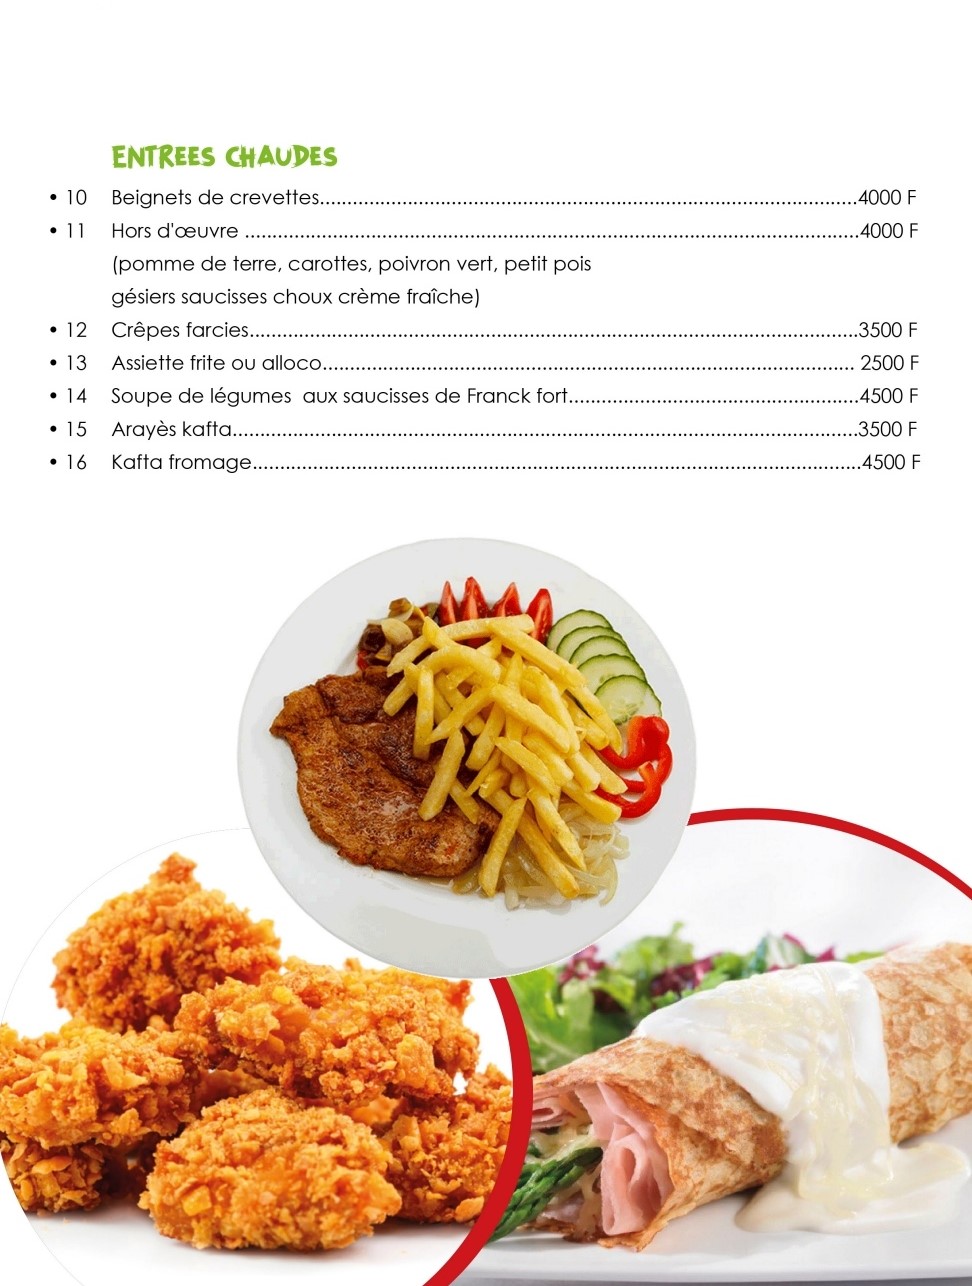 ENTREES CHAUDES
• 10 Beignets de crevettes....................................................................................................4000 F
• 11 Hors d'œuvre ...................................................................................................................4000 F
(pomme de terre, carottes, poivron vert, petit pois
gésiers saucisses choux crème fraîche)
• 12 Crêpes farcies..................................................................................................................3500 F
• 13 Assiette frite ou alloco.................................................................................................... 2500 F
• 14 Soupe de légumes  aux saucisses de Franck fort......................................................4500 F
• 15 Arayès kafta.....................................................................................................................3500 F
• 16 Kafta fromage..................................................................................................................4500 F